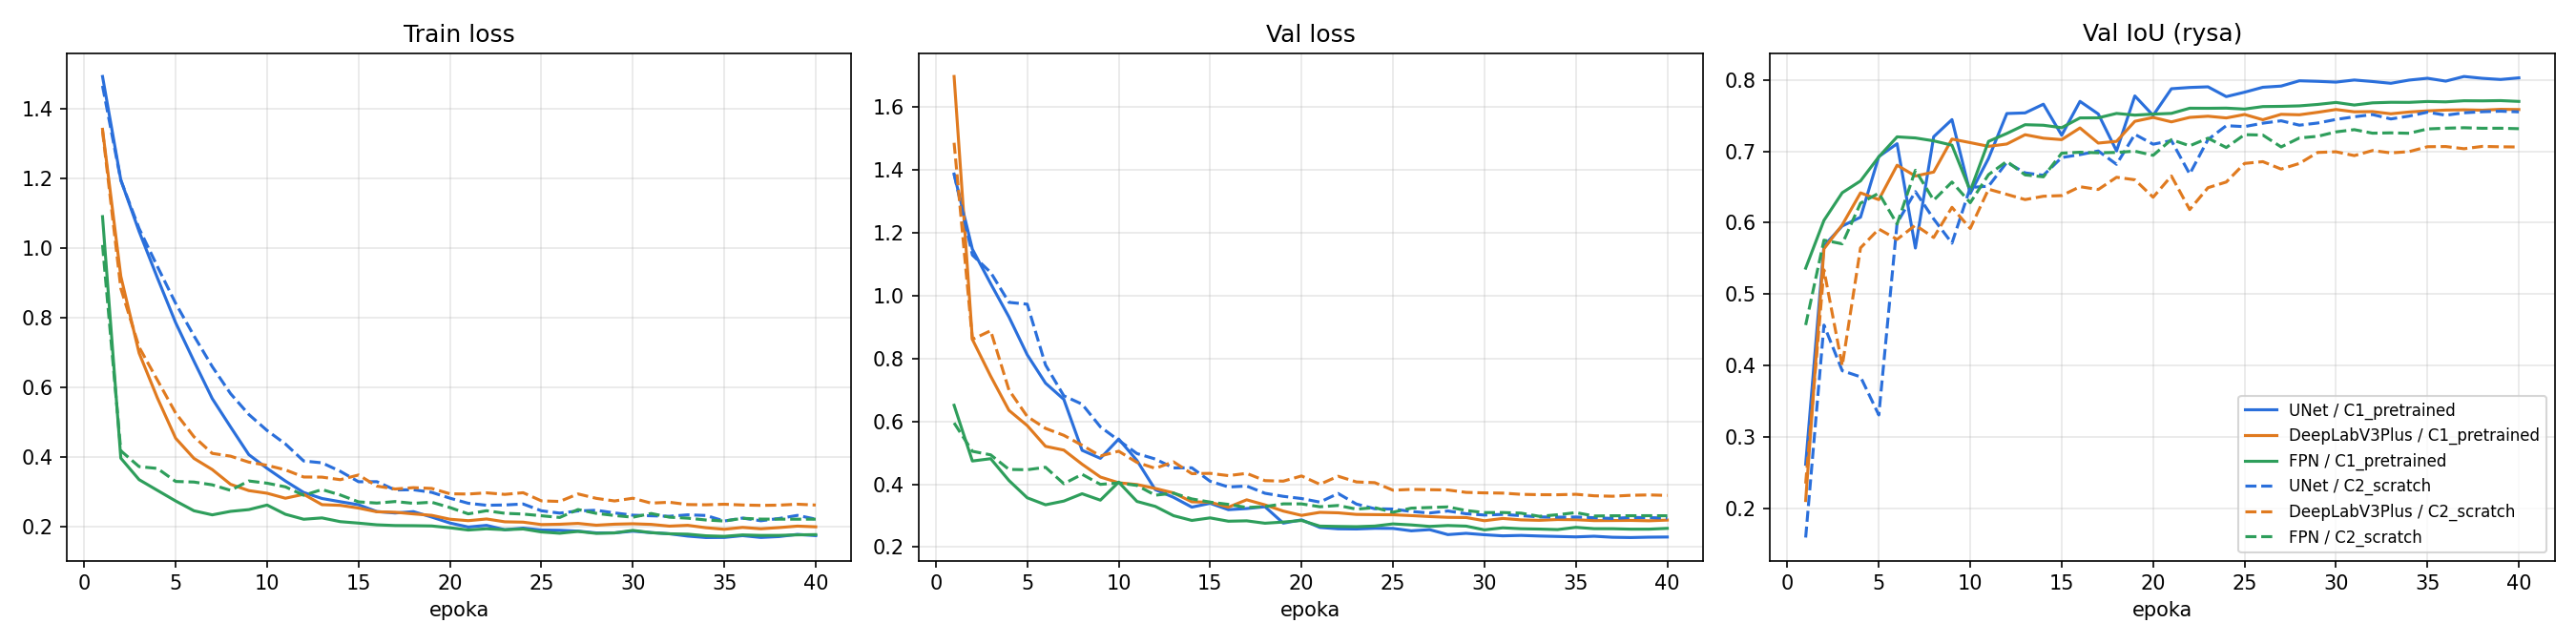 Train loss
1.4
1.2
1.0
0.8
0.6
0.4
0.2
0 5 10 15 20 25 30 35 40
epoka
Val loss
1.6
1.4
1.2
1.0
0.8
0.6
0.4
0.2
0 5 10 15 20 25 30 35 40
epoka
Val IoU (rysa)
0.8
0.7
0.6
0.5
0.4
0.3
0.2
UNet / C1_pretrained
DeepLabV3Plus / C1_pretrained
FPN / C1_pretrained
UNet / C2_scratch
DeepLabV3Plus / C2_scratch
FPN / C2_scratch
0 5 10 15 20 25 30 35 40
epoka